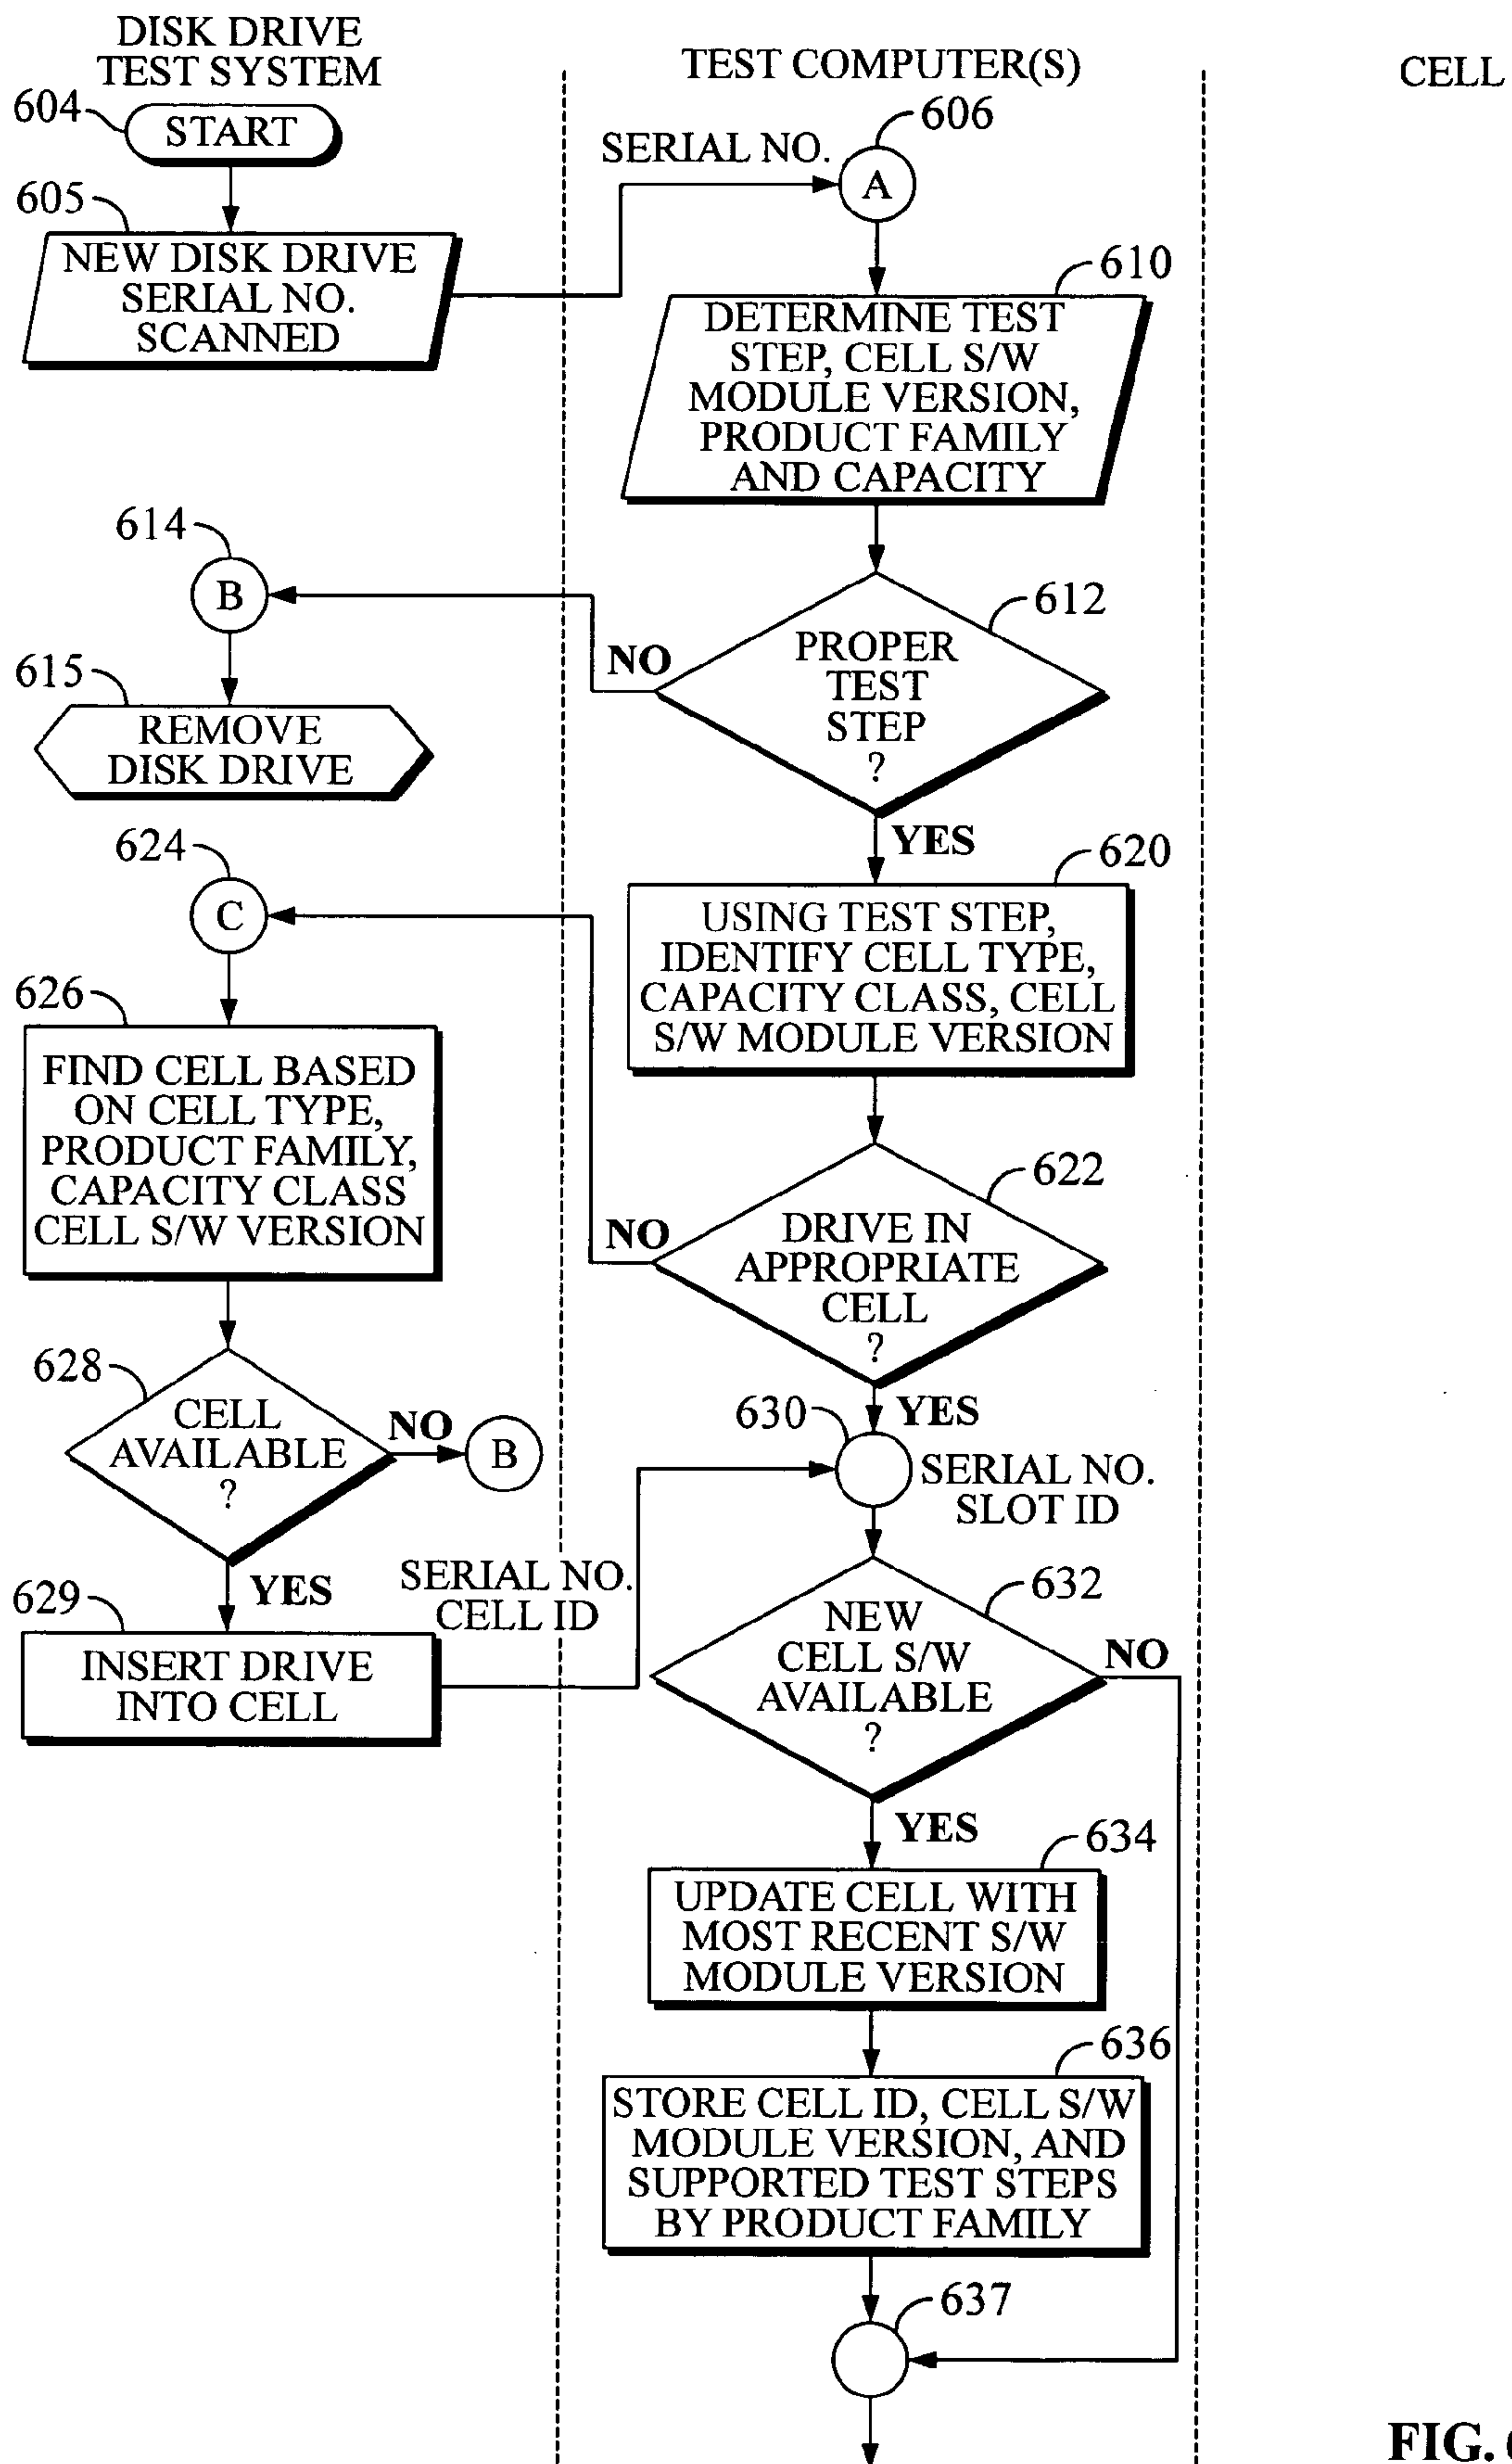 DISK DRIVE
TEST SYSTEM
TEST COMPUTER(S)
CELL
604
START
606
SERIAL NO.
A
605
NEW DISK DRIVE
SERIAL NO.
SCANNED
610
DETERMINE TEST
STEP, CELL S/W
MODULE VERSION,
PRODUCT FAMILY
AND CAPACITY
614
B
612
PROPER
TEST
STEP
?
NO
YES
615
REMOVE
DISK DRIVE
624
C
620
USING TEST STEP,
IDENTIFY CELL TYPE,
CAPACITY CLASS, CELL
S/W MODULE VERSION
626
FIND CELL BASED
ON CELL TYPE,
PRODUCT FAMILY,
CAPACITY CLASS
CELL S/W VERSION
622
DRIVE IN
APPROPRIATE
CELL
?
NO
YES
628
CELL
AVAILABLE
?
NO
B
YES
630
SERIAL NO.
SLOT ID
629
INSERT DRIVE
INTO CELL
SERIAL NO.
CELL ID
632
NEW
CELL S/W
AVAILABLE
?
NO
YES
634
UPDATE CELL WITH
MOST RECENT S/W
MODULE VERSION
636
STORE CELL ID, CELL S/W
MODULE VERSION, AND
SUPPORTED TEST STEPS
BY PRODUCT FAMILY
637
FIG.